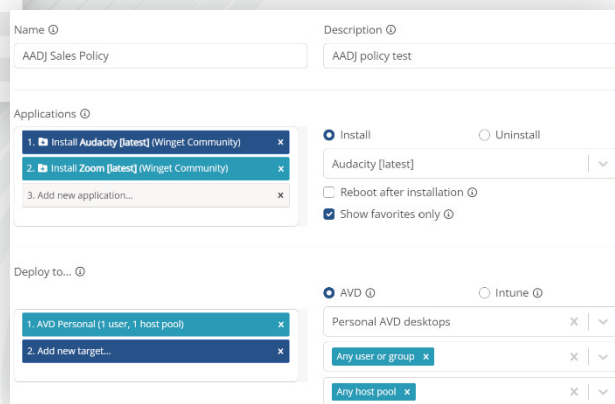 Name
Description
AADJ Sales Policy
AADJ policy test
Applications
1. Install Audacity [latest] (Winget Community) x
2. Install Zoom [latest] (Winget Community) x
3. Add new application... x
Install
Uninstall
Audacity [latest]
Reboot after installation
Show favorites only
Deploy to...
1. AVD Personal (1 user, 1 host pool) x
2. Add new target... x
AVD
Intune
Personal AVD desktops
Any user or group x
Any host pool x